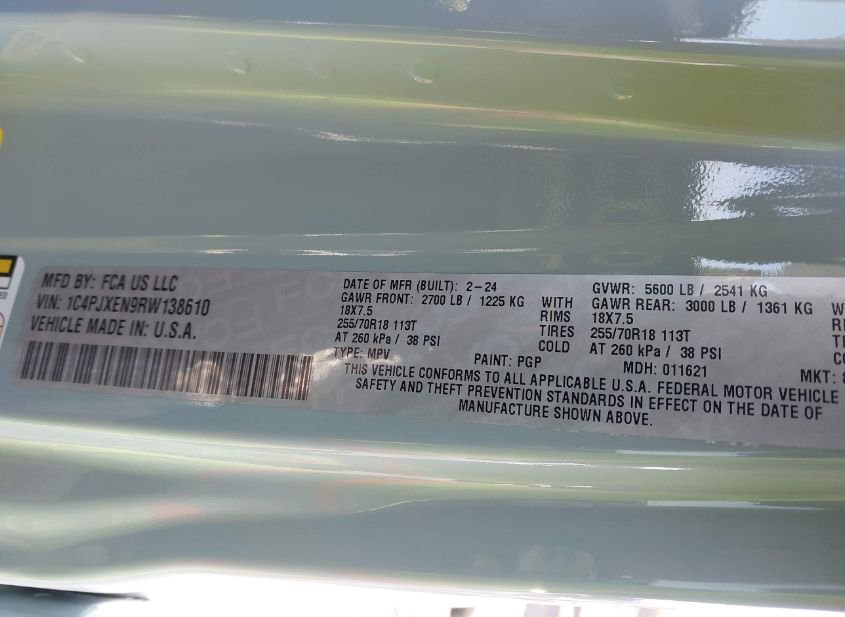 MFD BY: FCA US LLC
VIN: 1C4PJXEN9RW138610
VEHICLE MADE IN: U.S.A.
DATE OF MFR (BUILT): 2-24
GAWR FRONT: 2700 LB / 1225 KG WITH
18X7.5 RIMS
255/70R18 113T TIRES
AT 260 kPa / 38 PSI COLD
GVWR: 5600 LB / 2541 KG
GAWR REAR: 3000 LB / 1361 KG
18X7.5
255/70R18 113T
AT 260 kPa / 38 PSI
TYPE: MPV PAINT: PGP MDH: 011621 MKT:
THIS VEHICLE CONFORMS TO ALL APPLICABLE U.S.A. FEDERAL MOTOR VEHICLE
SAFETY AND THEFT PREVENTION STANDARDS IN EFFECT ON THE DATE OF
MANUFACTURE SHOWN ABOVE.